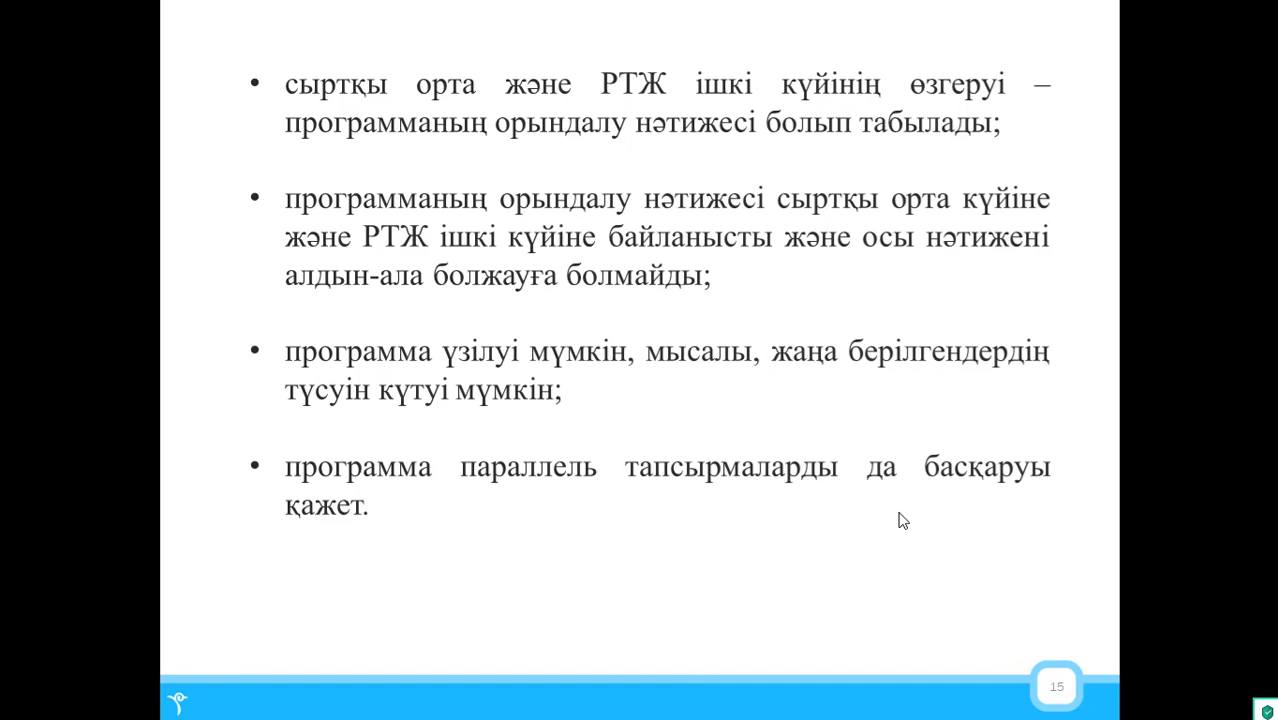 • сыртқы орта және РТЖ ішкі күйінің өзгеруі –
программаның орындалу нәтижесі болып табылады;
• программаның орындалу нәтижесі сыртқы орта күйіне
және РТЖ ішкі күйіне байланысты және осы нәтижені
алдын-ала болжауға болмайды;
• программа үзілуі мүмкін, мысалы, жаңа берілгендердің
түсуін күтуі мүмкін;
• программа параллель тапсырмаларды да басқаруы
қажет.
15